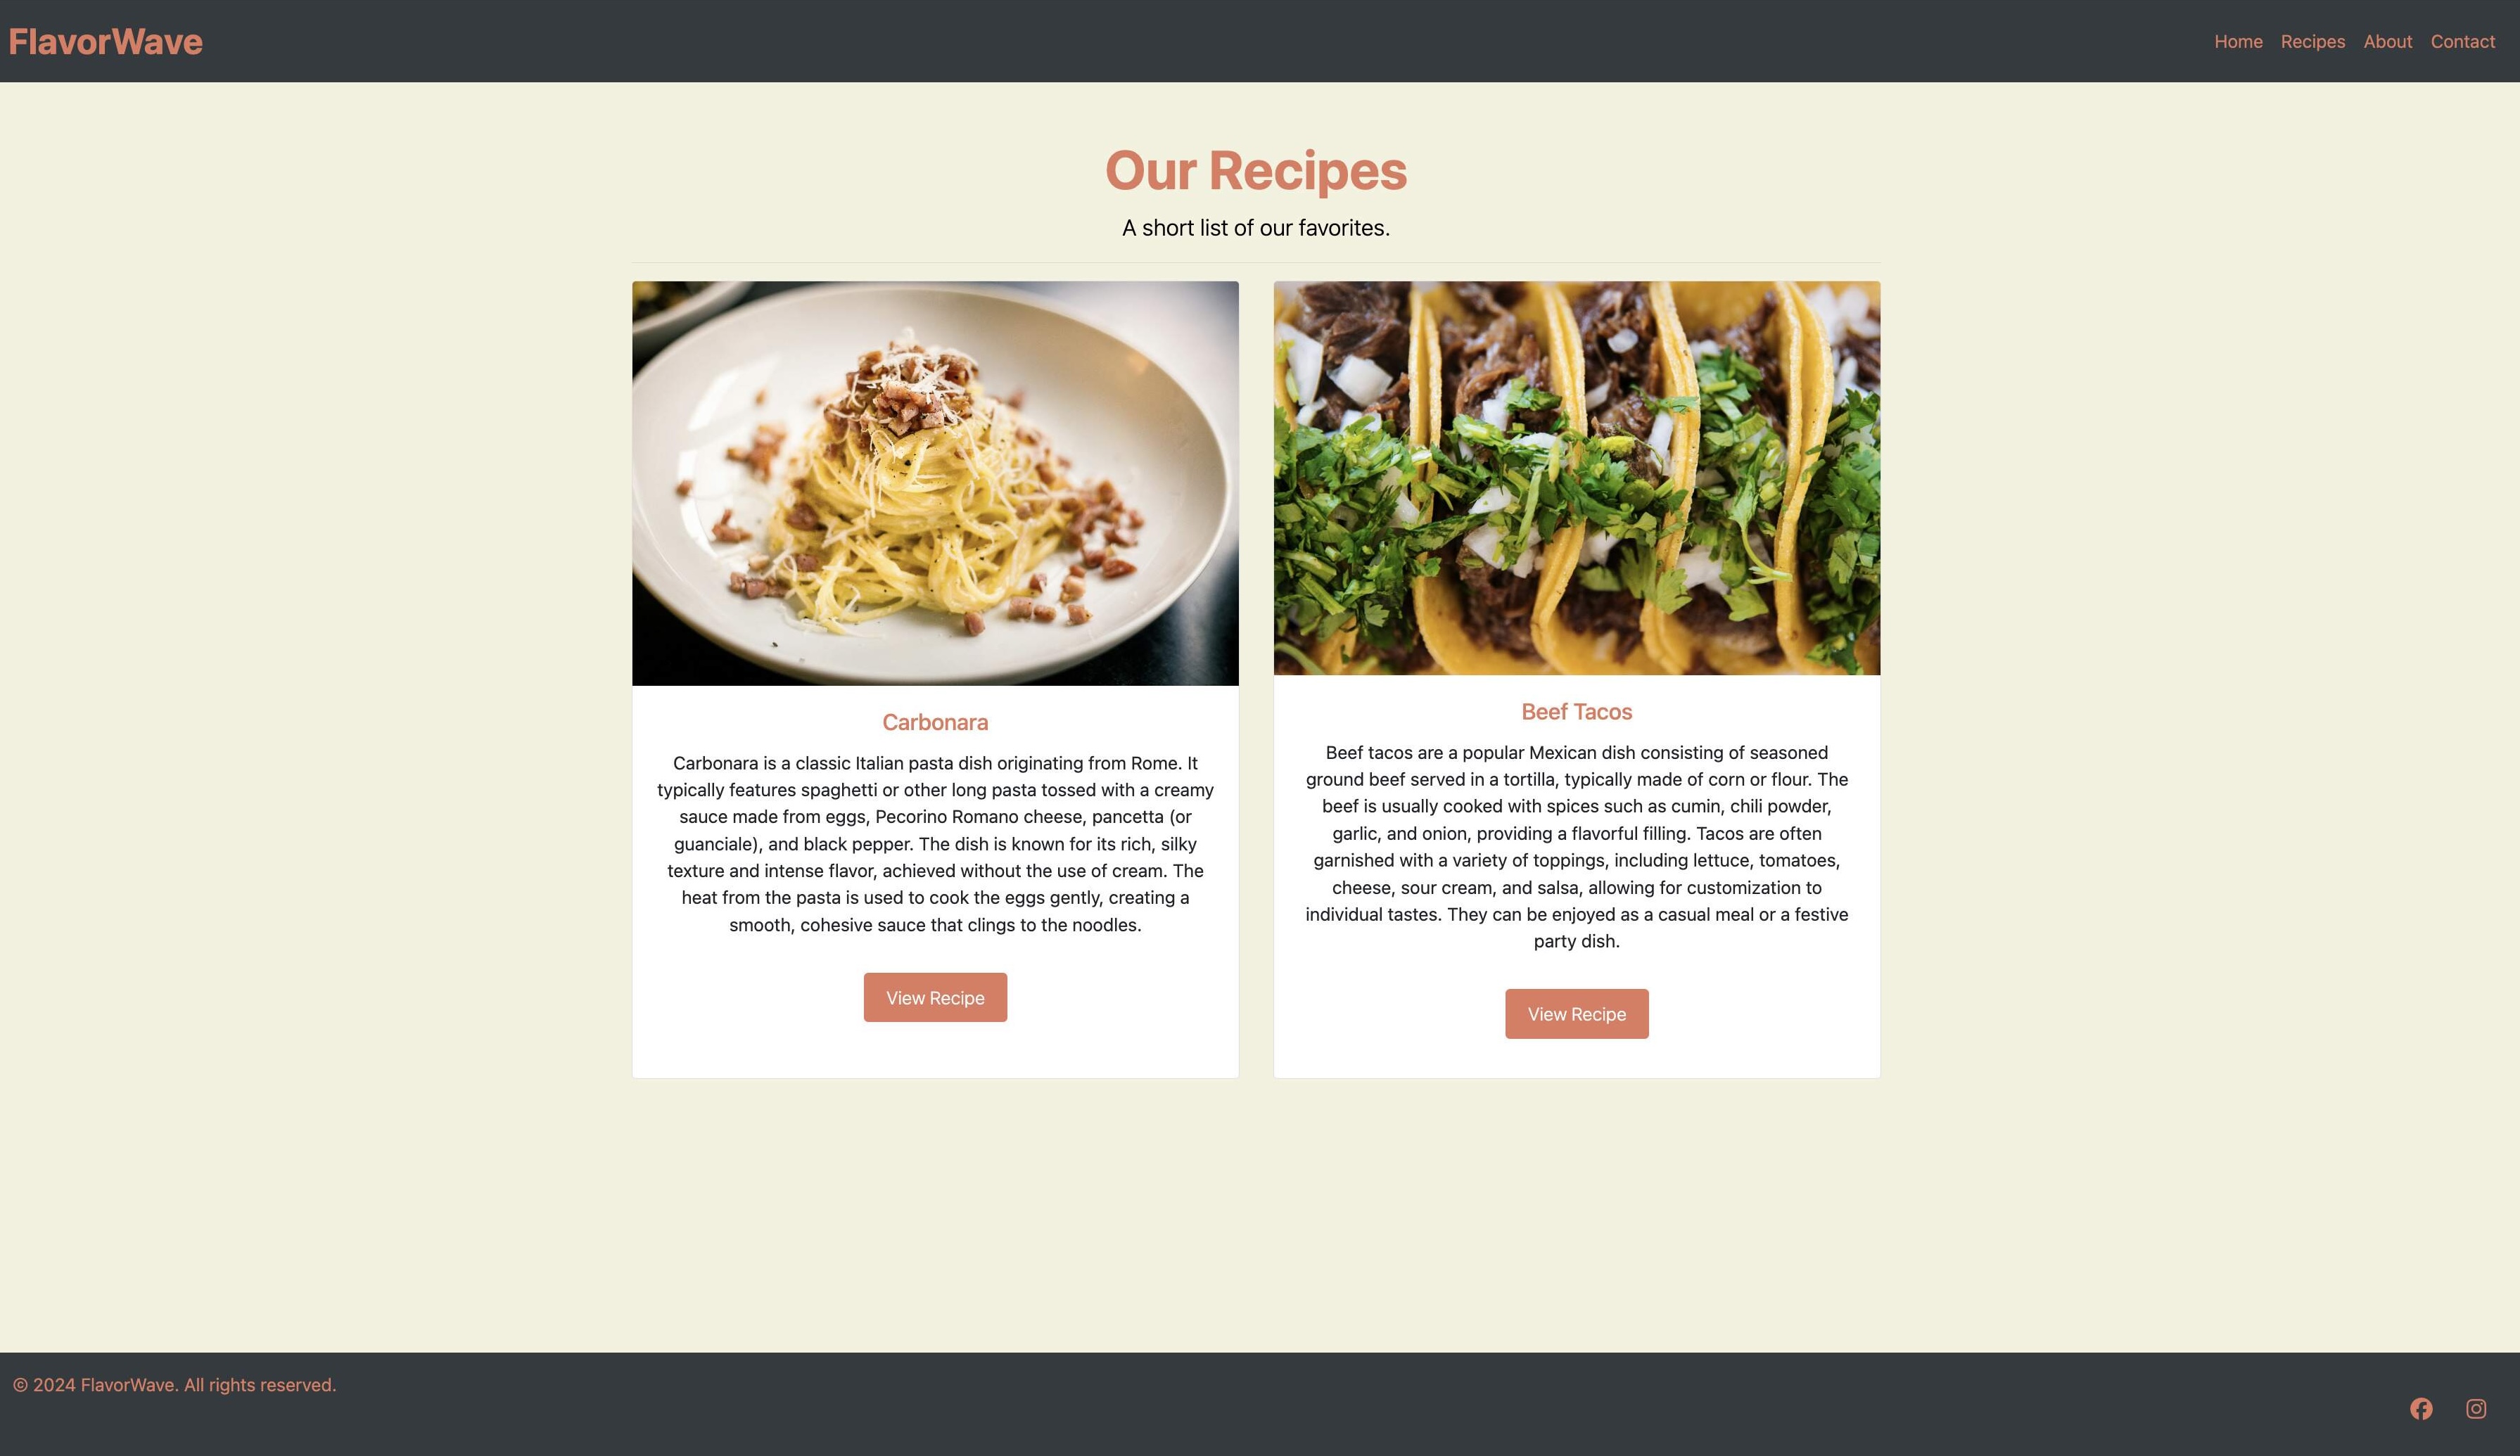 FlavorWave
Home Recipes About Contact
Our Recipes
A short list of our favorites.
Carbonara
Carbonara is a classic Italian pasta dish originating from Rome. It
typically features spaghetti or other long pasta tossed with a creamy
sauce made from eggs, Pecorino Romano cheese, pancetta (or
guanciale), and black pepper. The dish is known for its rich, silky
texture and intense flavor, achieved without the use of cream. The
heat from the pasta is used to cook the eggs gently, creating a
smooth, cohesive sauce that clings to the noodles.
View Recipe
Beef Tacos
Beef tacos are a popular Mexican dish consisting of seasoned
ground beef served in a tortilla, typically made of corn or flour. The
beef is usually cooked with spices such as cumin, chili powder,
garlic, and onion, providing a flavorful filling. Tacos are often
garnished with a variety of toppings, including lettuce, tomatoes,
cheese, sour cream, and salsa, allowing for customization to
individual tastes. They can be enjoyed as a casual meal or a festive
party dish.
View Recipe
© 2024 FlavorWave. All rights reserved.